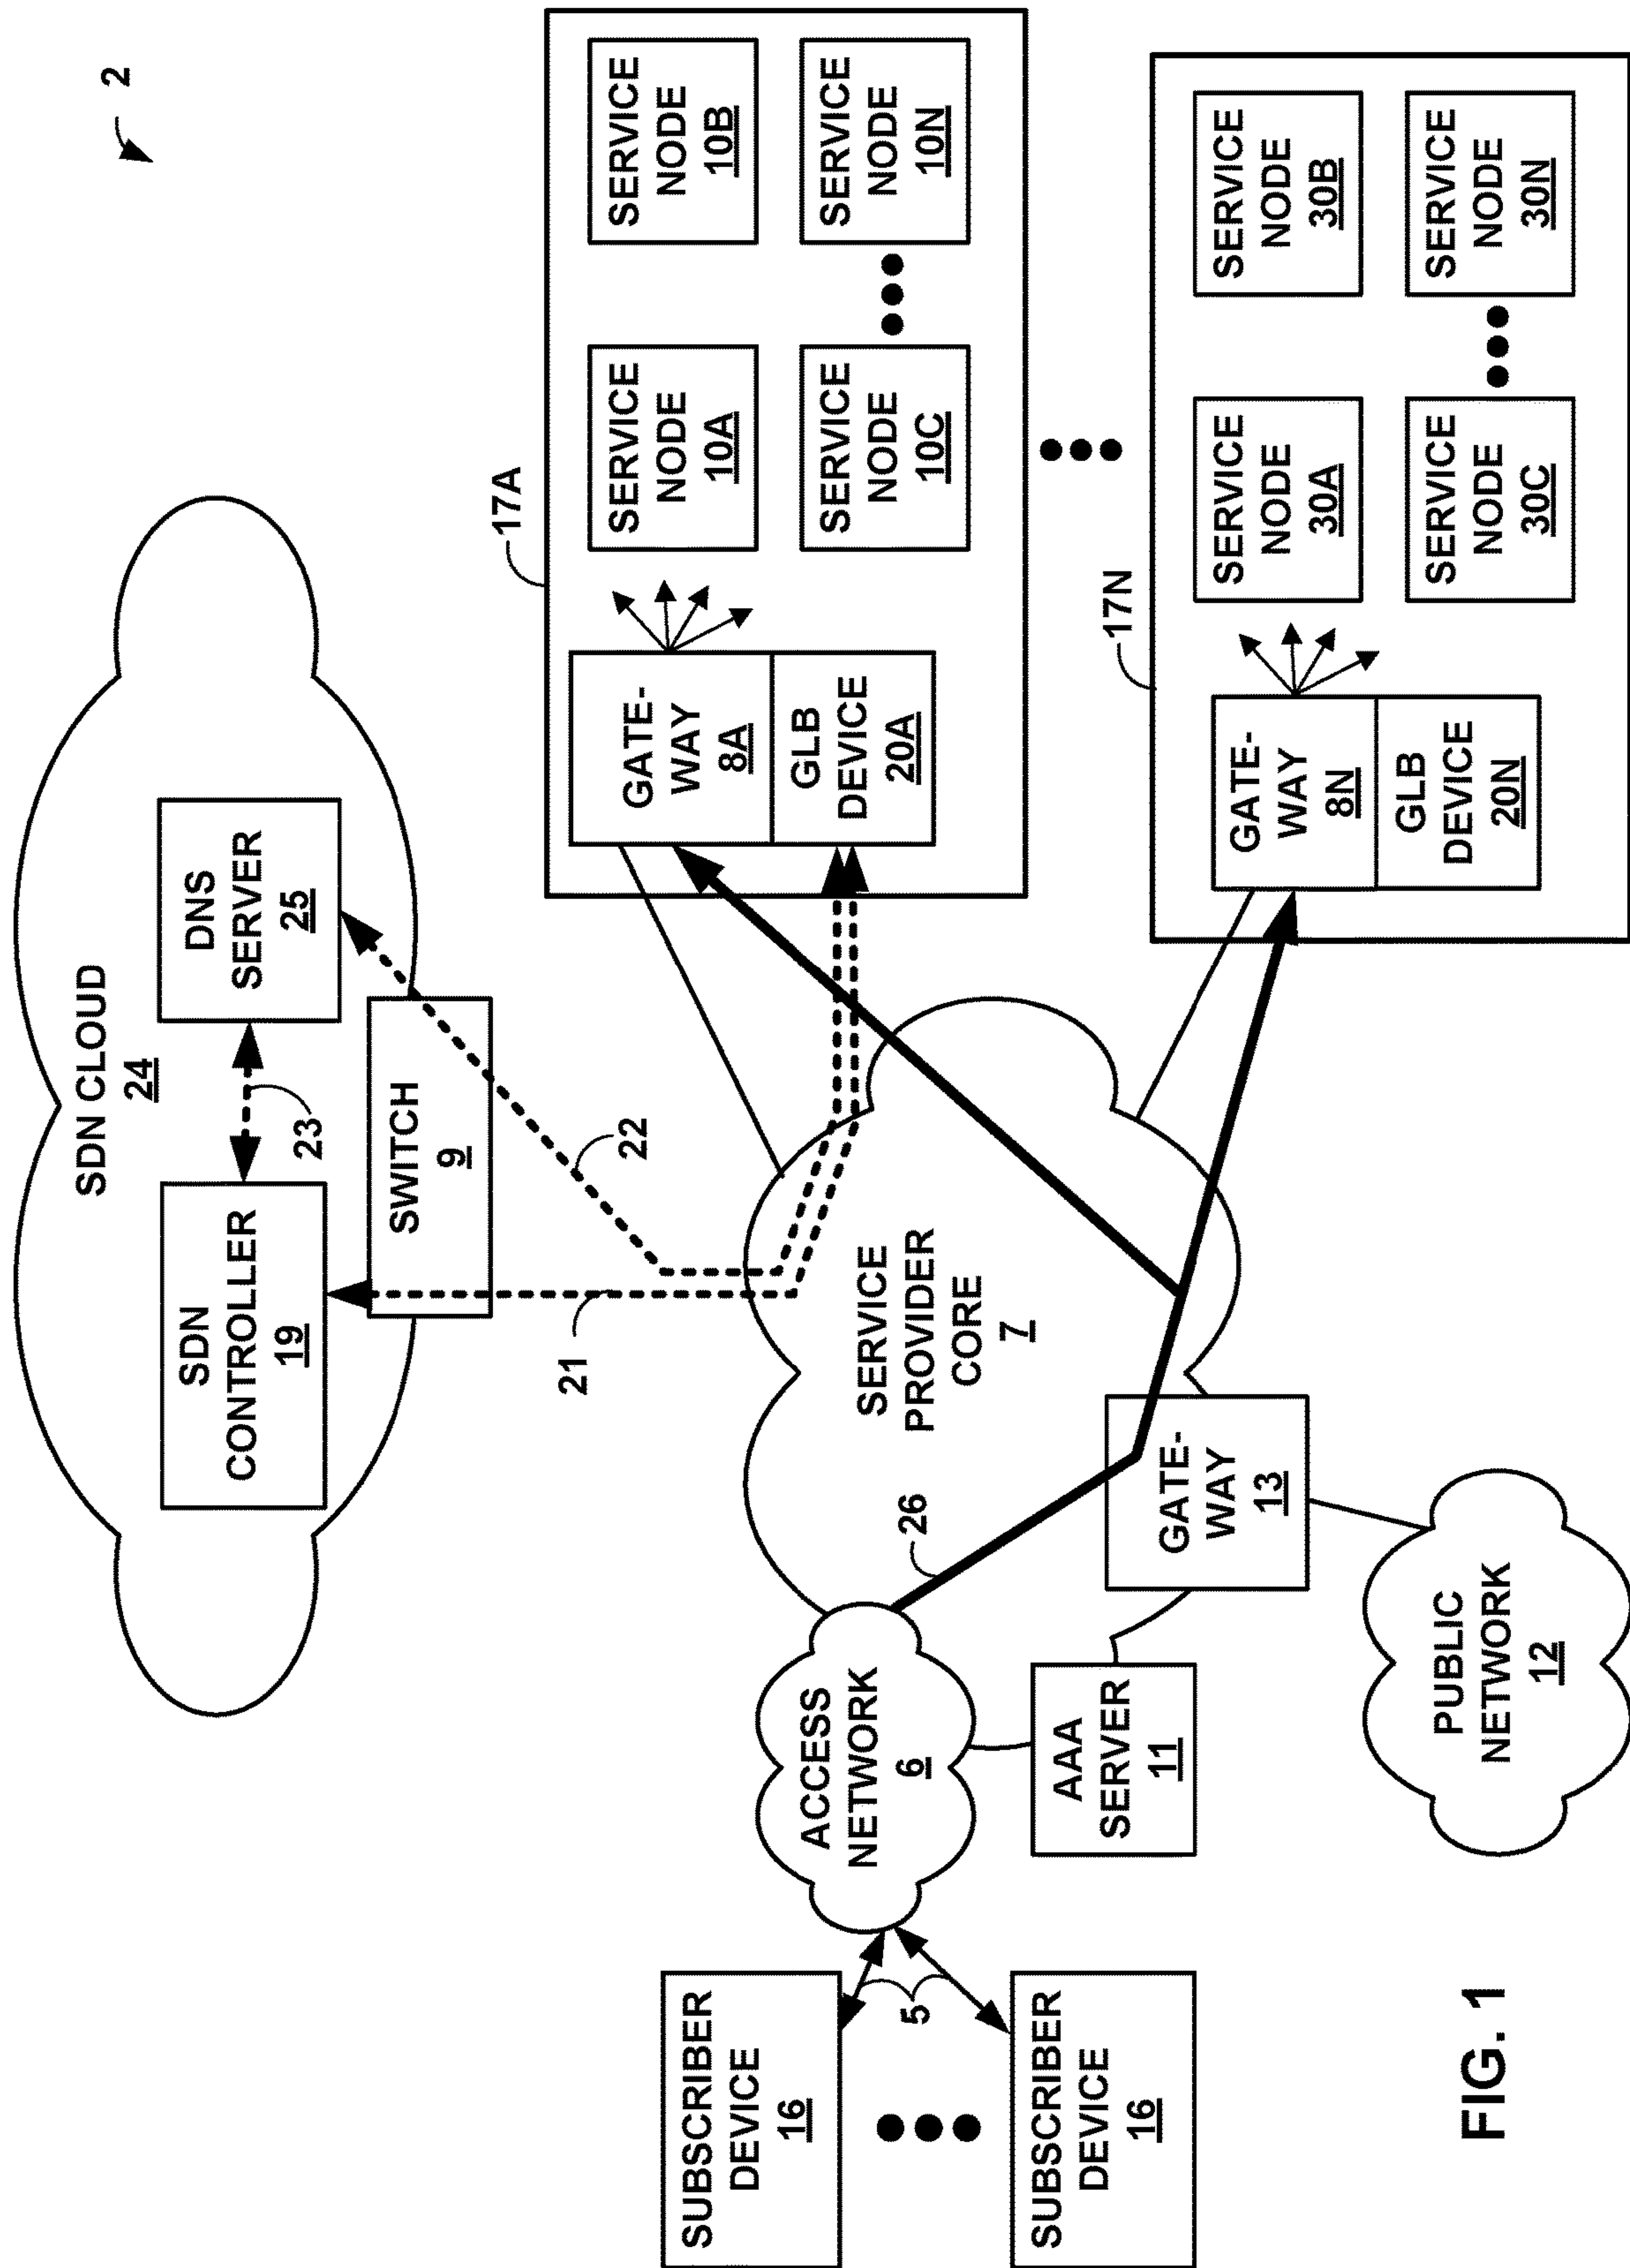 2
SDN CLOUD
24
SDN
CONTROLLER
19
23
DNS
SERVER
25
SWITCH
9
21
22
17A
GATE-
WAY
8A
GLB
DEVICE
20A
SERVICE
NODE
10A
SERVICE
NODE
10B
SERVICE
NODE
10C
SERVICE
NODE
10N
SUBSCRIBER
DEVICE
16
5
SUBSCRIBER
DEVICE
16
ACCESS
NETWORK
6
26
SERVICE
PROVIDER
CORE
7
AAA
SERVER
11
GATE-
WAY
13
PUBLIC
NETWORK
12
17N
GATE-
WAY
8N
GLB
DEVICE
20N
SERVICE
NODE
30A
SERVICE
NODE
30B
SERVICE
NODE
30C
SERVICE
NODE
30N
FIG. 1